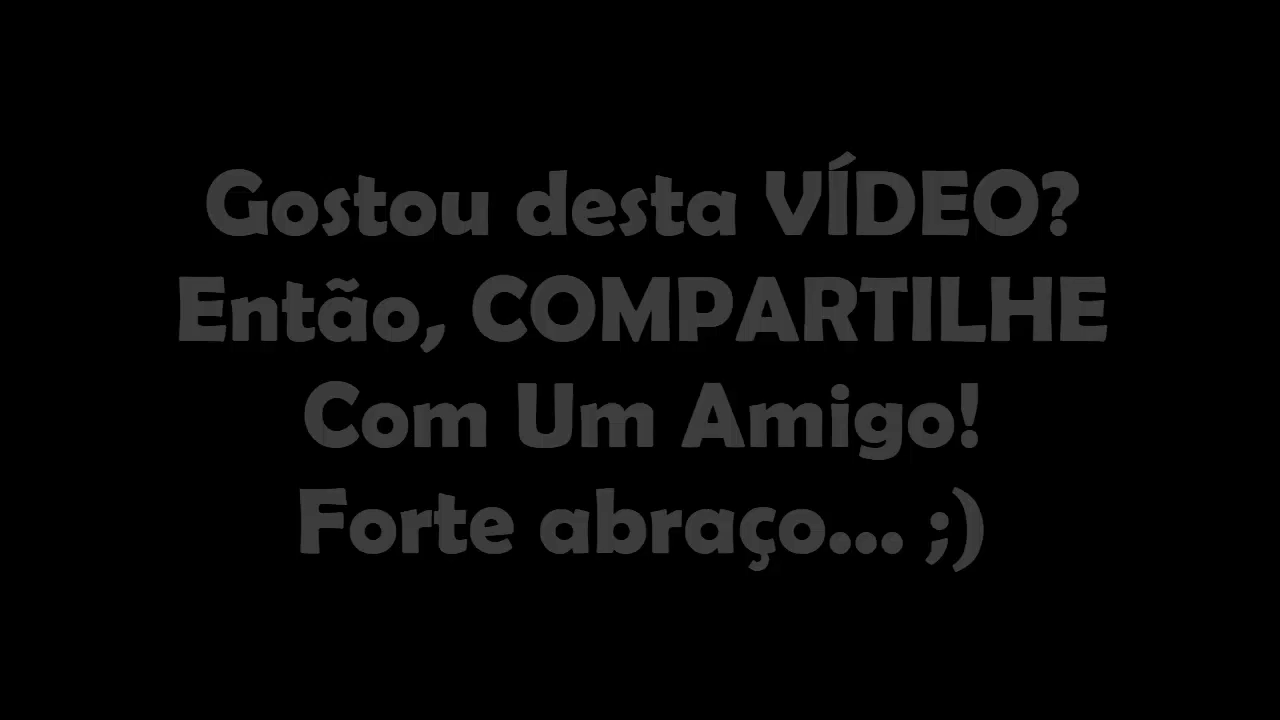 Gostou desta VÍDEO?
Então, COMPARTILHE
Com Um Amigo!
Forte abraço... ;)